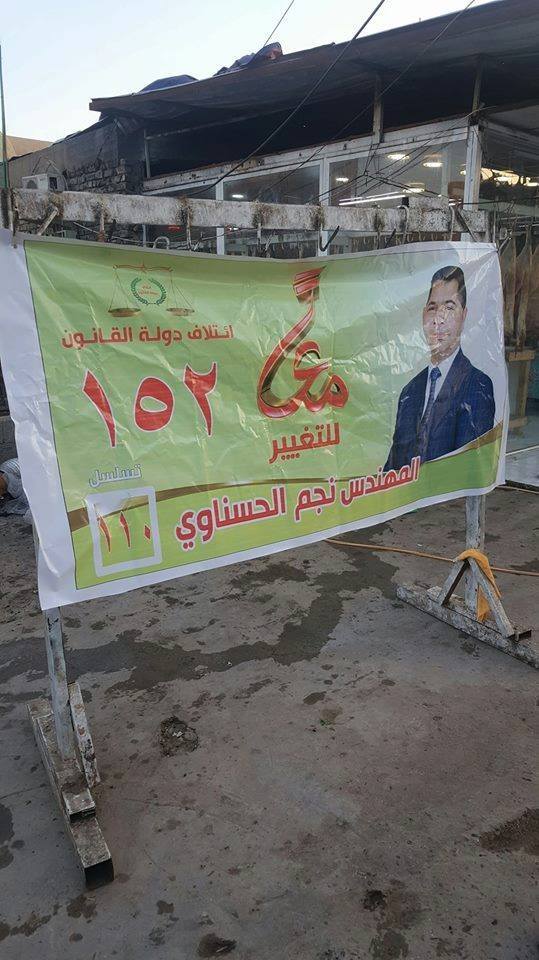 ائتلاف دولة القانون
١٥٢
معاً
للتغيير
المهندس نجم الحسناوي
تسلسل
١١٠